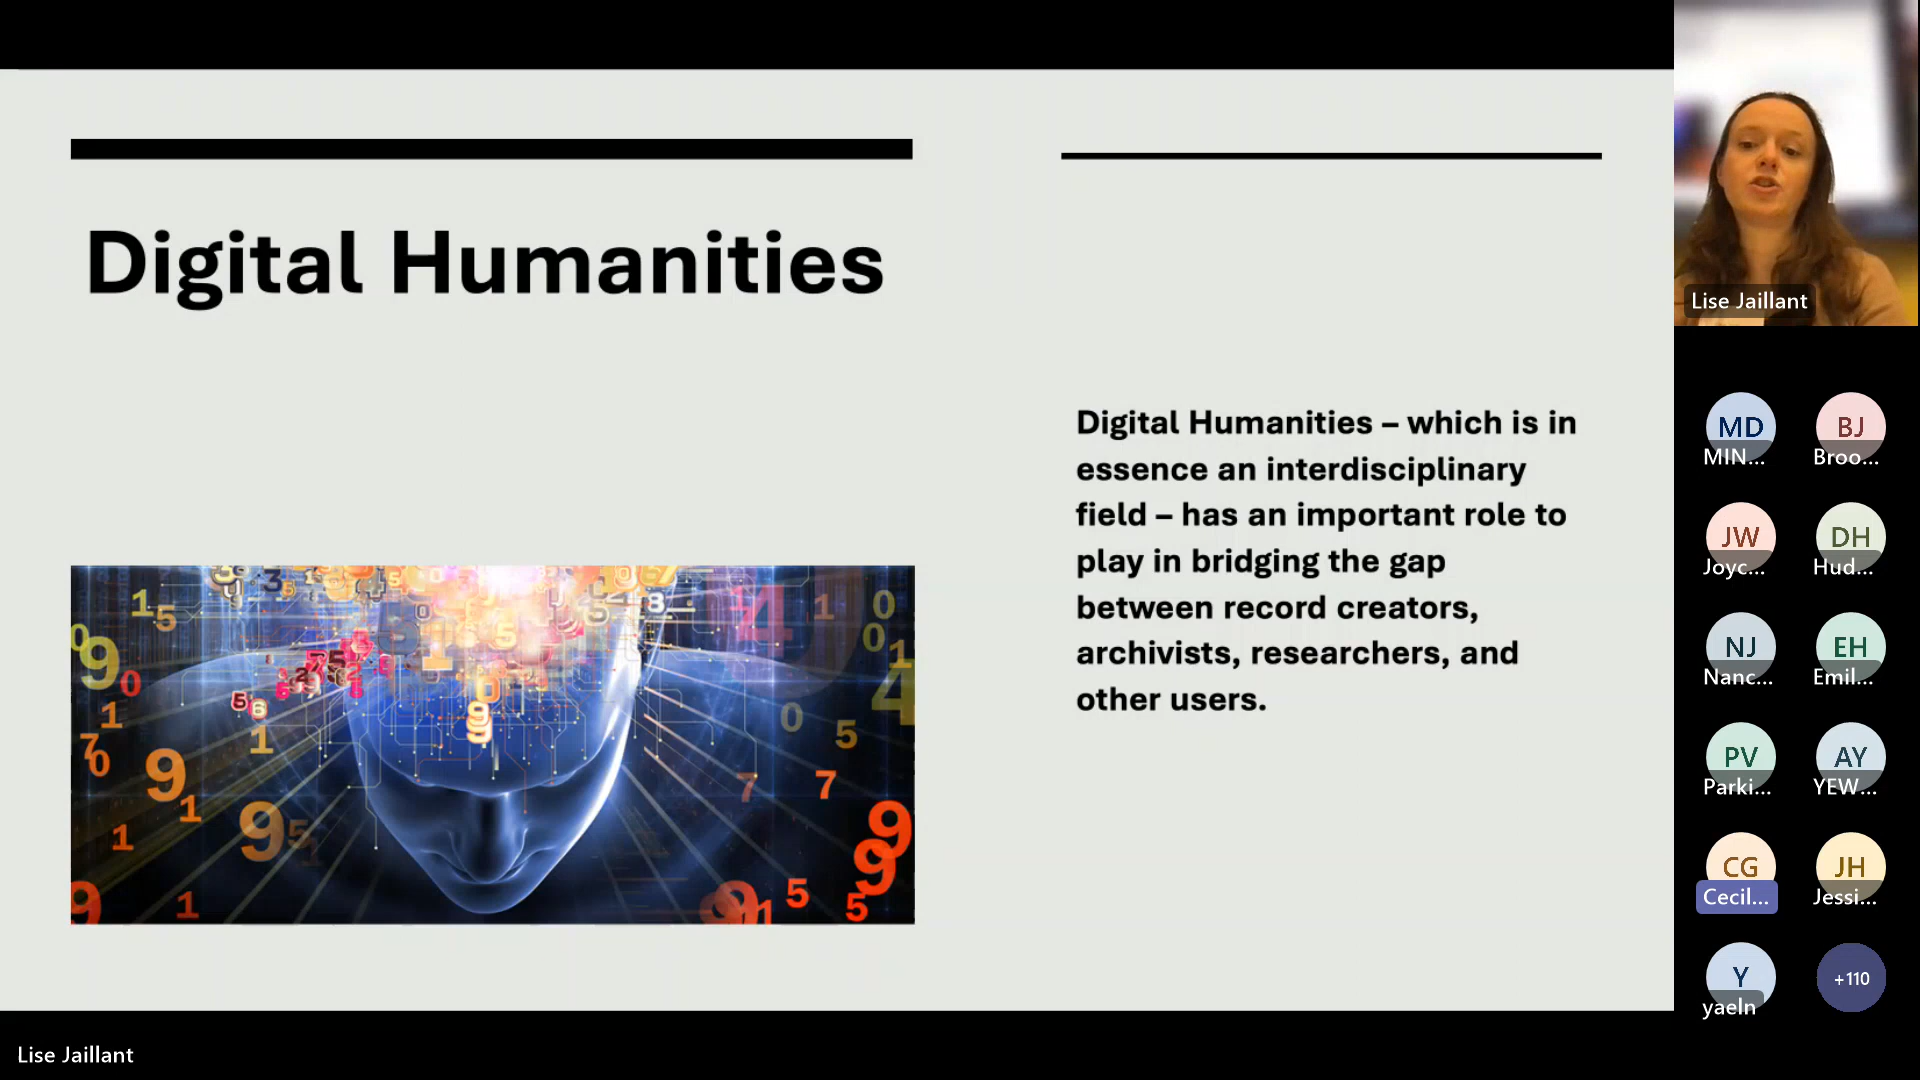 Digital Humanities
Digital Humanities – which is in
essence an interdisciplinary
field – has an important role to
play in bridging the gap
between record creators,
archivists, researchers, and
other users.
Lise Jaillant
MD
MIN...
BJ
Broo...
JW
Joyc...
DH
Hud...
NJ
Nanc...
EH
Emil...
PV
Parki...
AY
YEW...
CG
Cecil...
JH
Jessi...
Y
yaeln
+110
Lise Jaillant